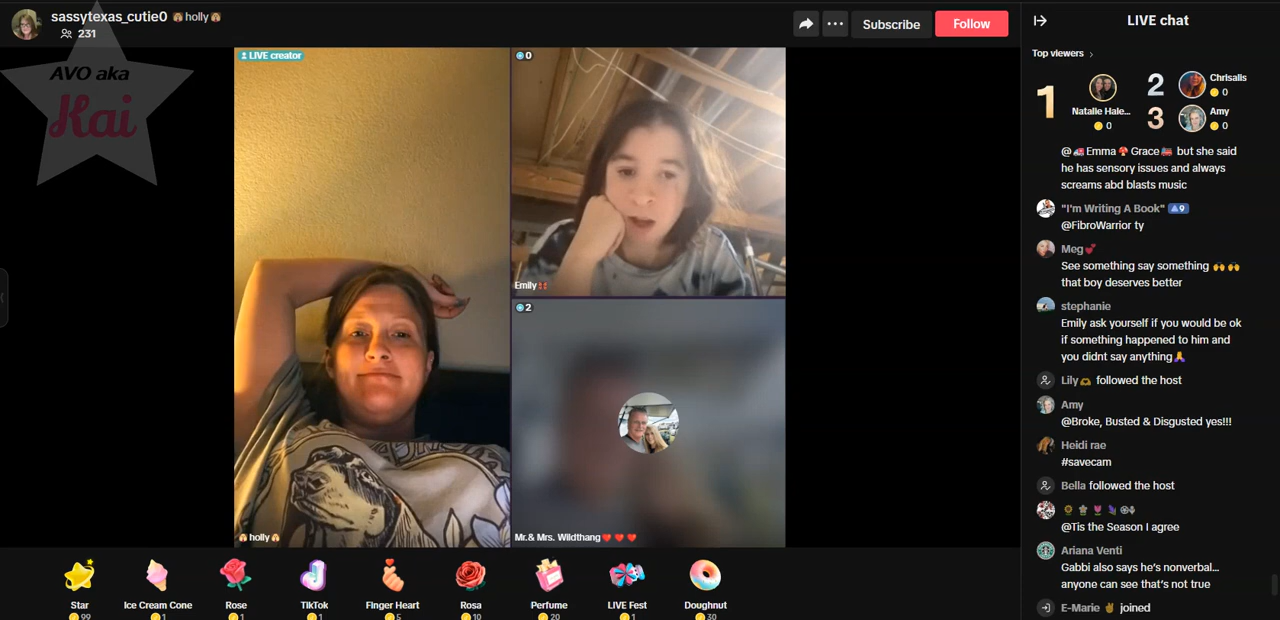 sassytexas_cutie0 🙈holly🙈
231
Subscribe
Follow
AVO aka
Kai
LIVE creator
0
Emily
2
🙈holly🙈
Mr.& Mrs. Wildthang❤️ ❤️ ❤️
Star
99
Ice Cream Cone
1
Rose
1
TikTok
1
Finger Heart
5
Rosa
10
Perfume
20
LIVE Fest
1
Doughnut
30
LIVE chat
Top viewers
1
Natalie Hale...
0
2
Chrisalis
0
3
Amy
0
@🚑Emma🍄Grace🚒 but she said
he has sensory issues and always
screams abd blasts music
"I'm Writing A Book" 9
@FibroWarrior ty
Meg💕
See something say something 🙌 🙌
that boy deserves better
stephanie
Emily ask yourself if you would be ok
if something happened to him and
you didnt say anything🙏
Lily🫶 followed the host
Amy
@Broke, Busted & Disgusted yes!!!
Heidi rae
#savecam
Bella followed the host
@Tis the Season I agree
Ariana Venti
Gabbi also says he's nonverbal...
anyone can see that's not true
E-Marie ✌ joined